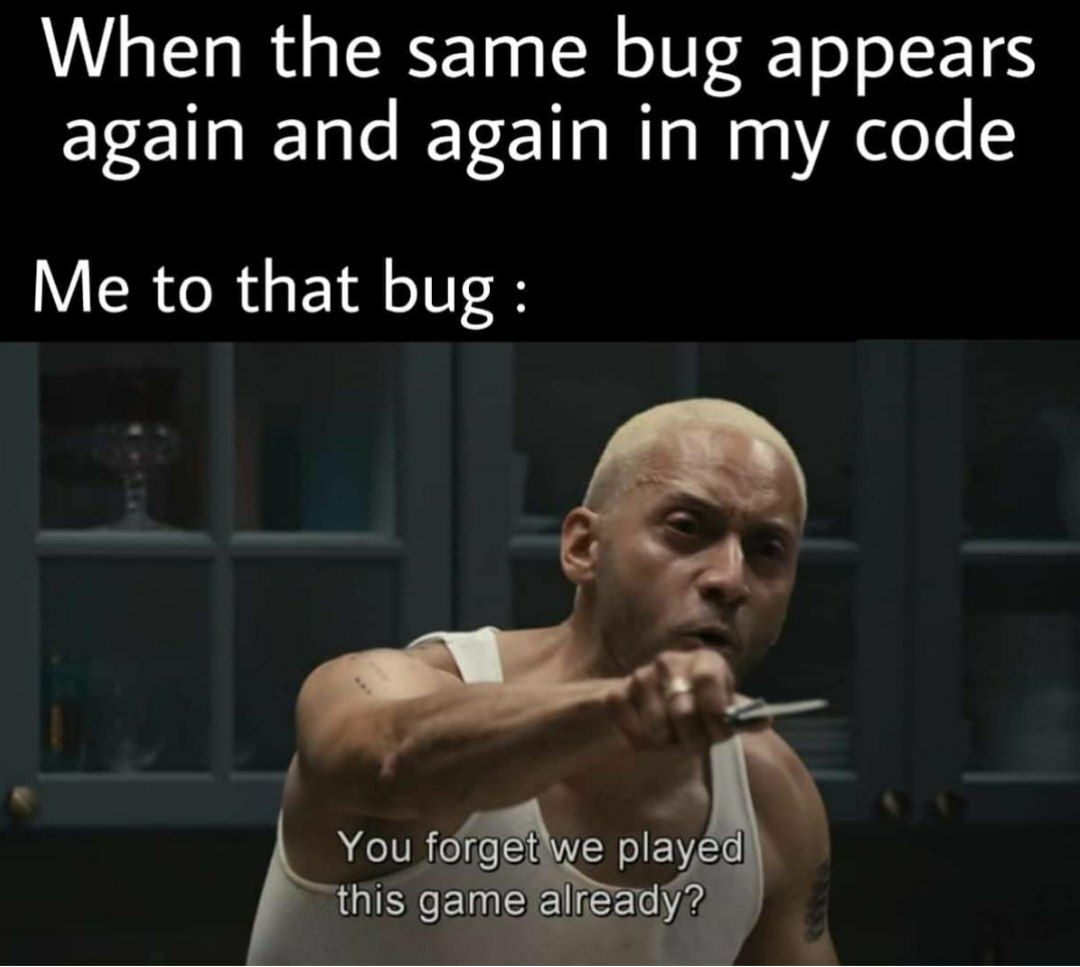 When the same bug appears
again and again in my code
Me to that bug :
You forget we played
this game already?